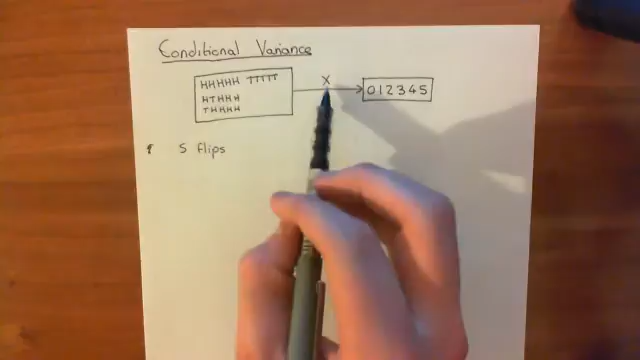 Conditional Variance
HHHHH TTTTT
X
012345
HTHHH
THHHH
5 flips